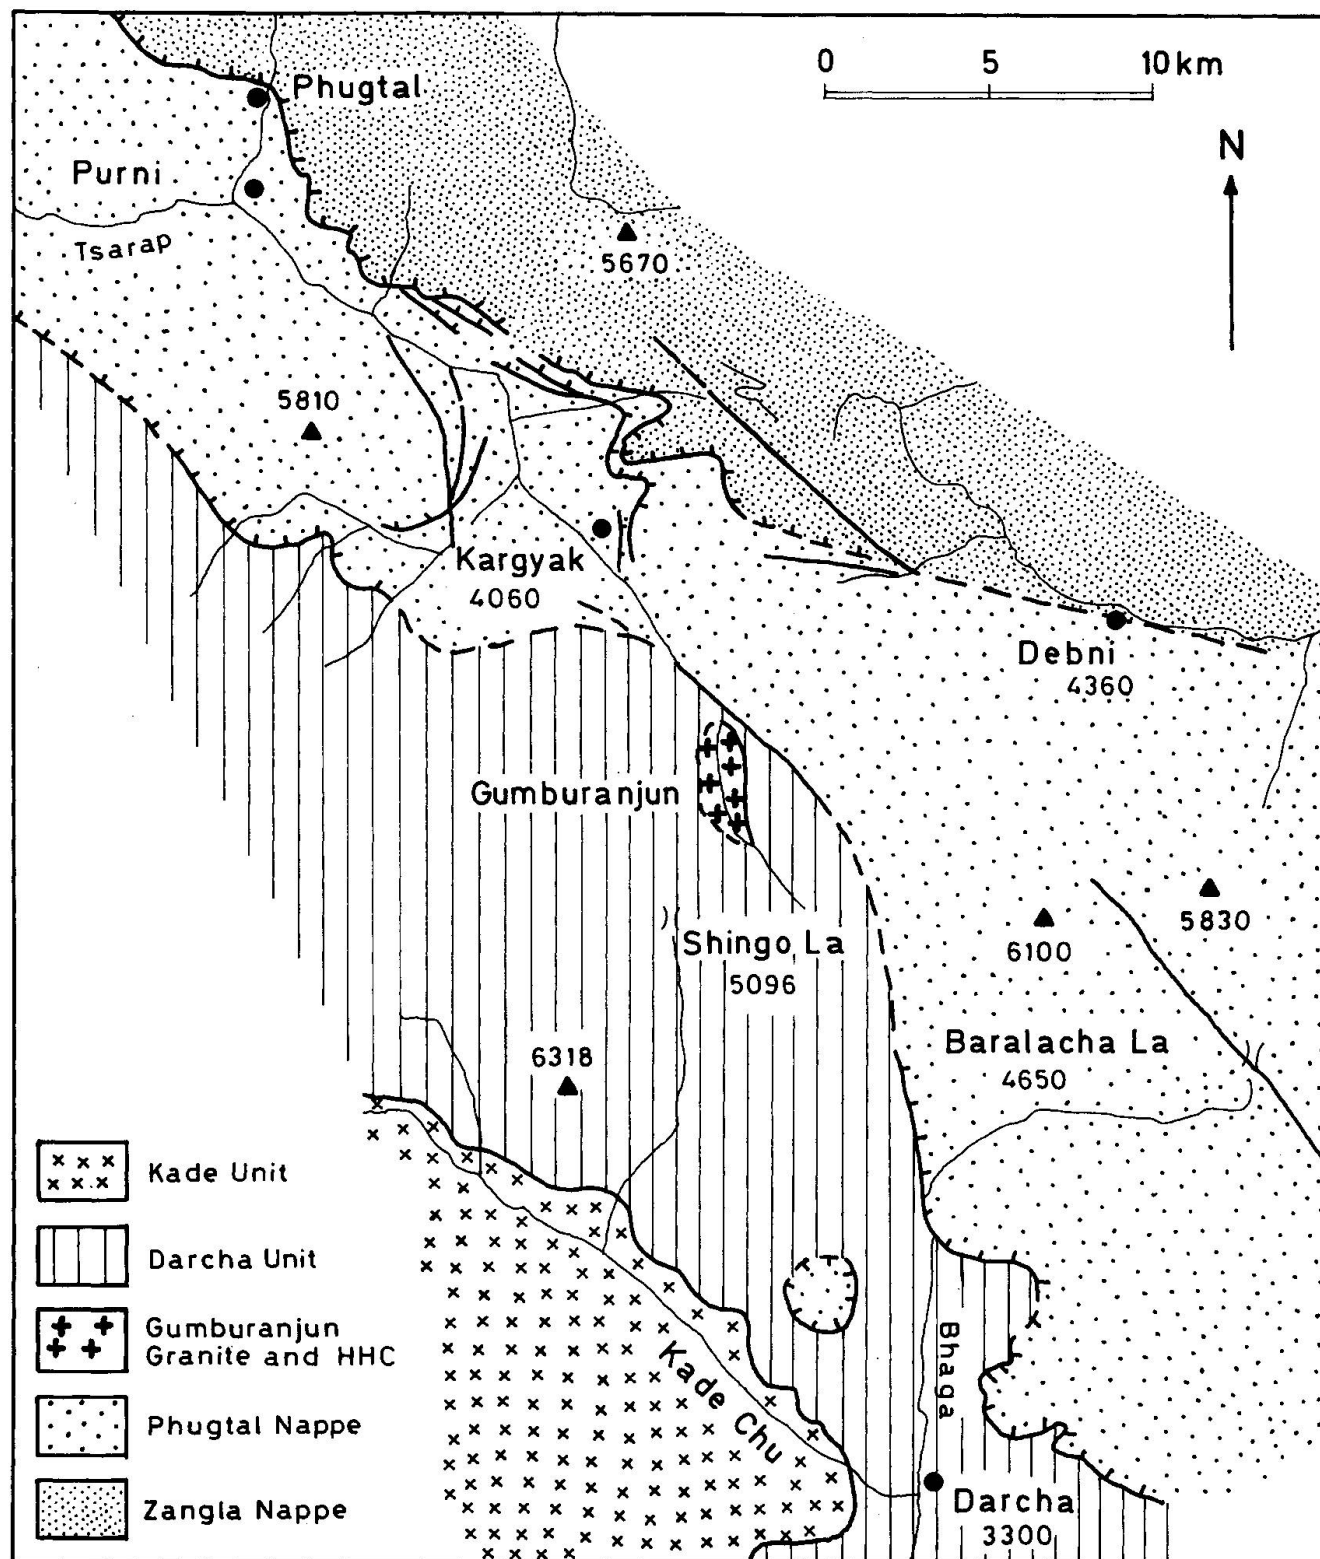 0 5 10 km
Phugtal
N
Purni
Tsarap
5670
5810
Kargyak
4060
Debni
4360
Gumburanjun
5830
Shingo La
5096
6100
Baralacha La
4650
6318
Kade Unit
Darcha Unit
Gumburanjun
Granite and HHC
Phugtal Nappe
Zangla Nappe
Kade Chu
Bhaga
Darcha
3300